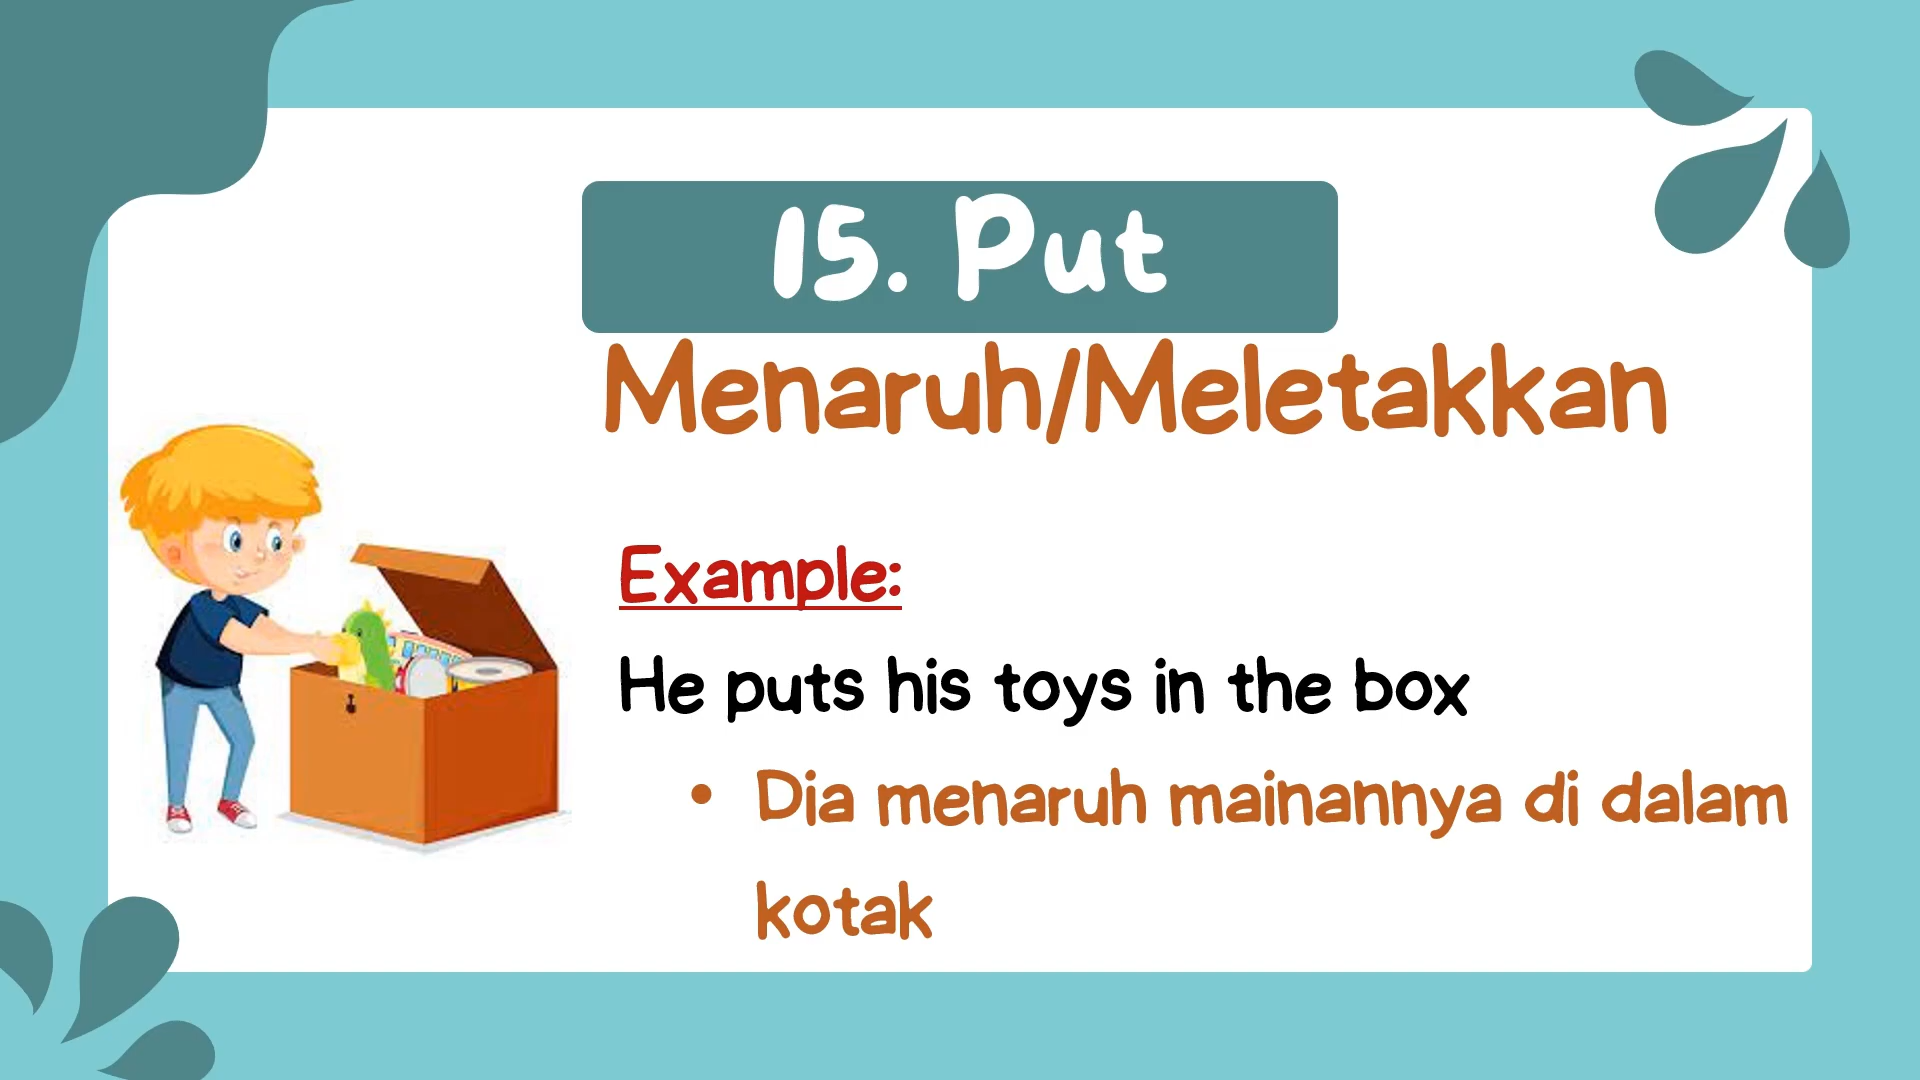 15. Put
Menaruh/Meletakkan
Example:
He puts his toys in the box
• Dia menaruh mainannya di dalam
kotak